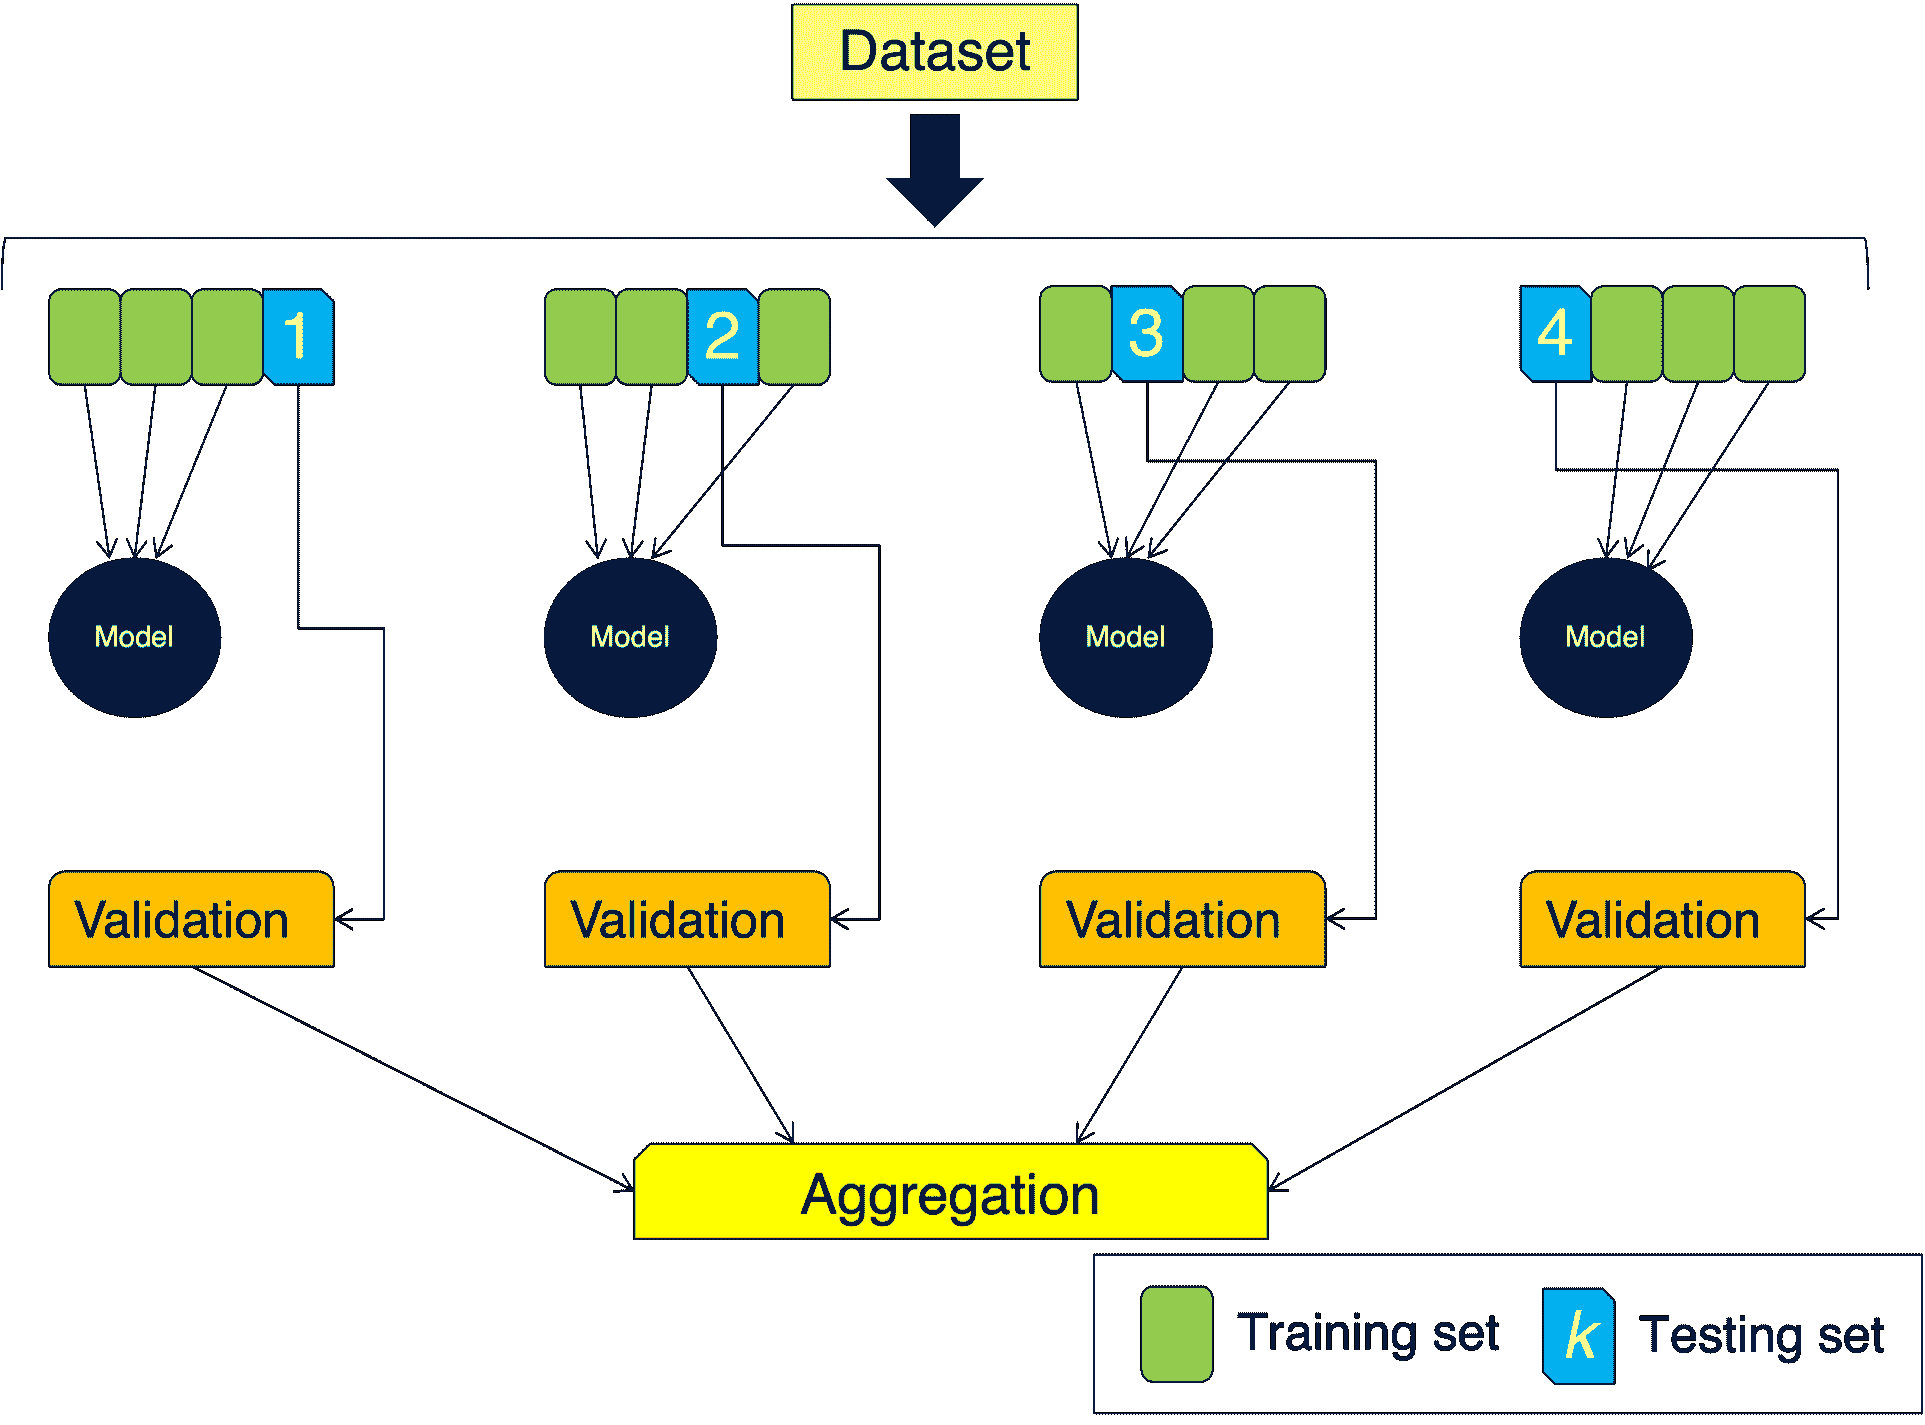 Dataset
1
2
3
4
Model
Model
Model
Model
Validation
Validation
Validation
Validation
Aggregation
Training set
k
Testing set